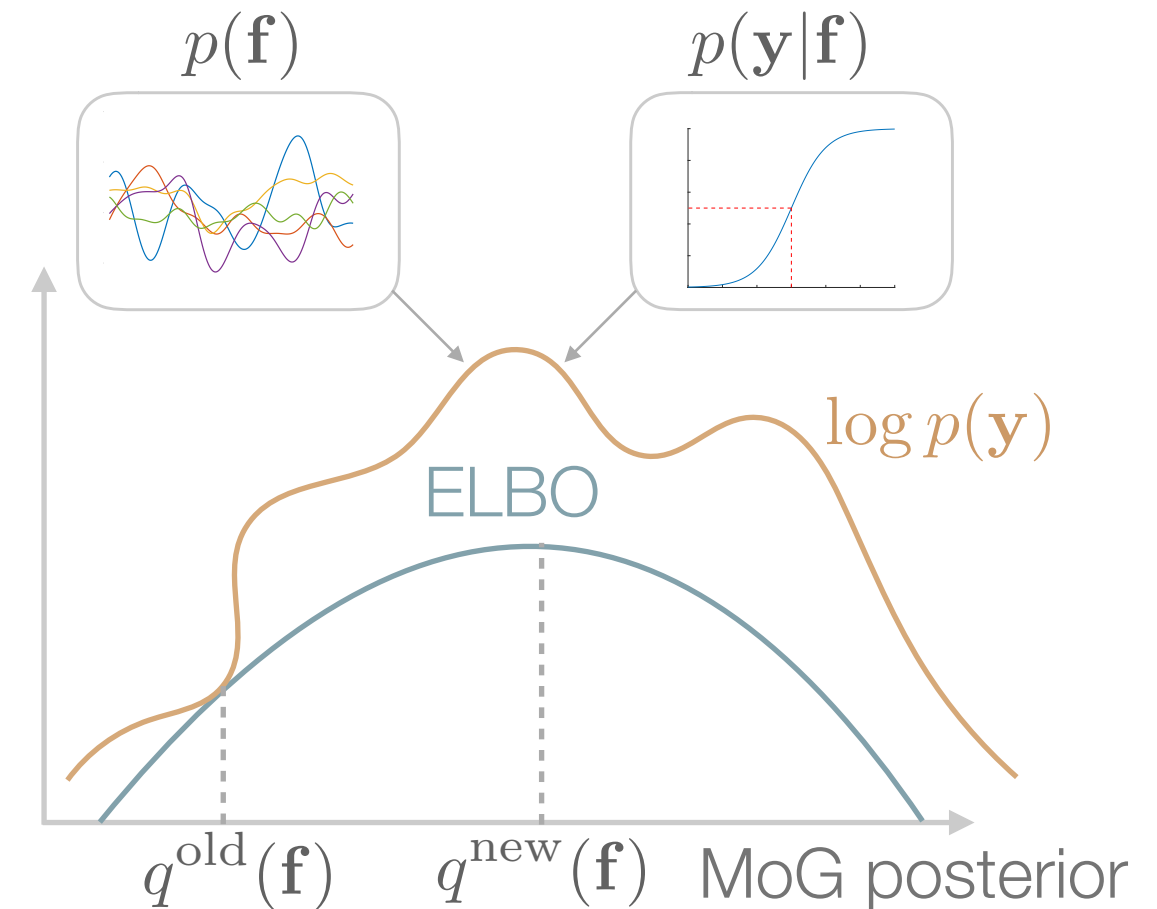 p(f)
p(y|f)
log p(y)
ELBO
q^old(f)
q^new(f)
MoG posterior